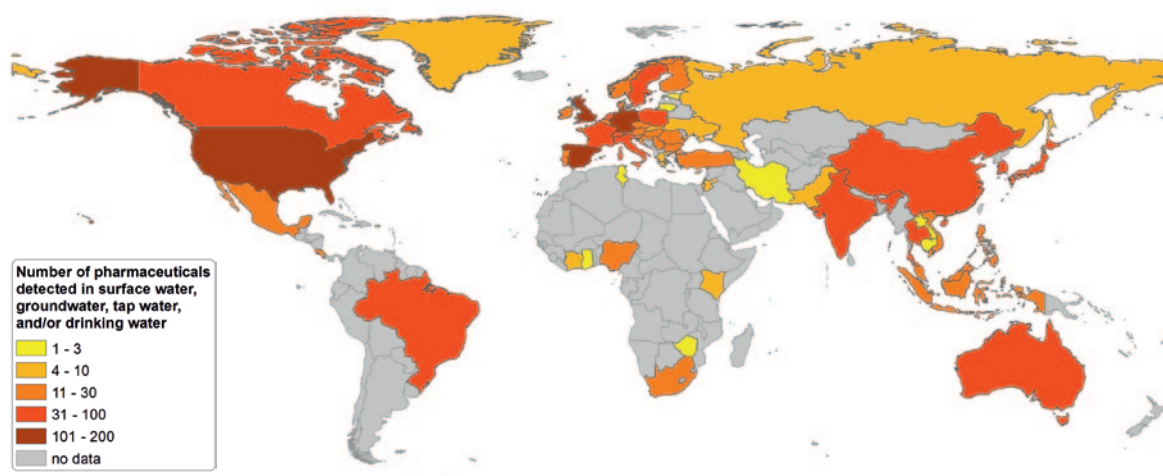 Number of pharmaceuticals
detected in surface water,
groundwater, tap water,
and/or drinking water
1 - 3
4 - 10
11 - 30
31 - 100
101 - 200
no data